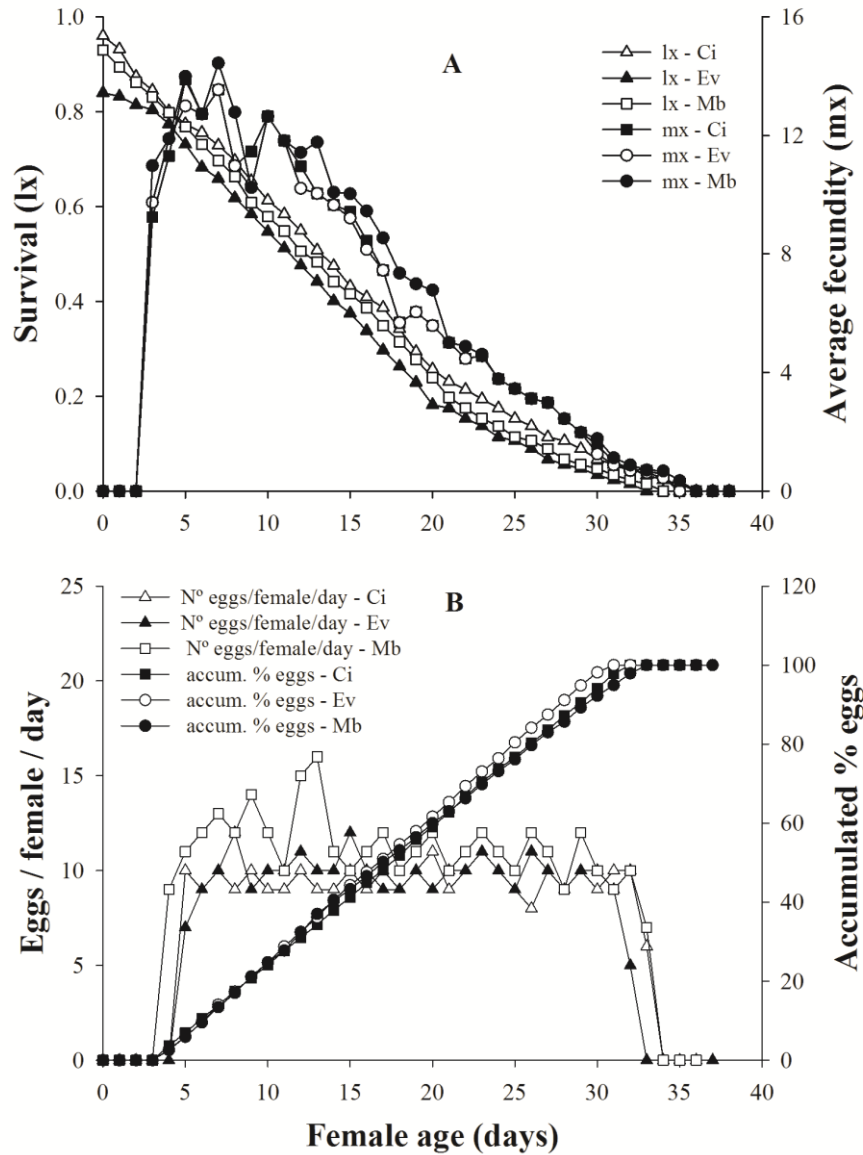 A
Survival (lx)
1.0
0.8
0.6
0.4
0.2
0.0
lx - Ci
lx - Ev
lx - Mb
mx - Ci
mx - Ev
mx - Mb
16
12
8
4
0
Average fecundity (mx)
0 5 10 15 20 25 30 35 40
B
Eggs / female / day
25
20
15
10
5
0
Nº eggs/female/day - Ci
Nº eggs/female/day - Ev
Nº eggs/female/day - Mb
accum. % eggs - Ci
accum. % eggs - Ev
accum. % eggs - Mb
120
100
80
60
40
20
0
Accumulated % eggs
0 5 10 15 20 25 30 35 40
Female age (days)